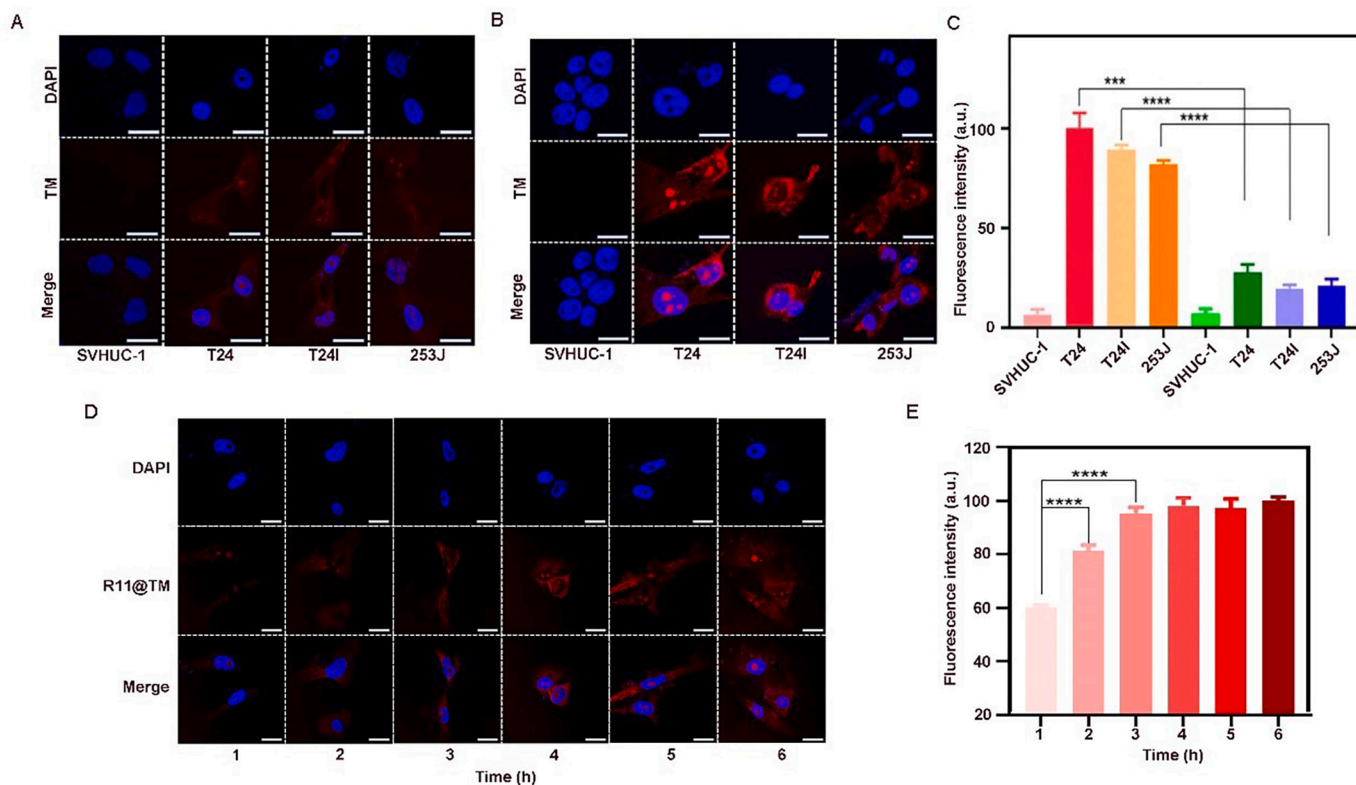 A
DAPI
TM
Merge
SVHUC-1 T24 T24I 253J
B
DAPI
TM
Merge
SVHUC-1 T24 T24I 253J
C
Fluorescence intensity (a.u.)
100
50
0
***
****
****
SVHUC-1 T24 T24I 253J SVHUC-1 T24 T24I 253J
D
DAPI
R11@TM
Merge
1 2 3 4 5 6
Time (h)
E
Fluorescence intensity (a.u.)
120
100
80
60
40
20
****
****
1 2 3 4 5 6
Time (h)